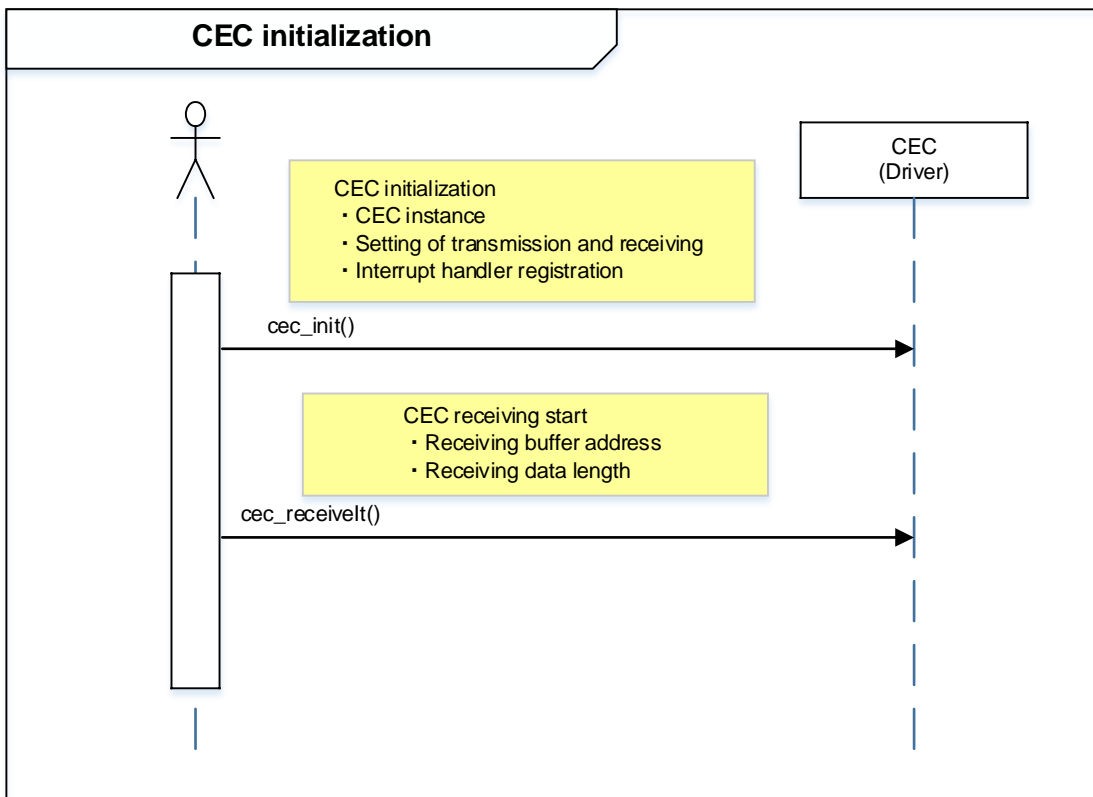 CEC initialization
CEC
(Driver)
CEC initialization
・CEC instance
・Setting of transmission and receiving
・Interrupt handler registration
cec_init()
CEC receiving start
・Receiving buffer address
・Receiving data length
cec_receiveIt()